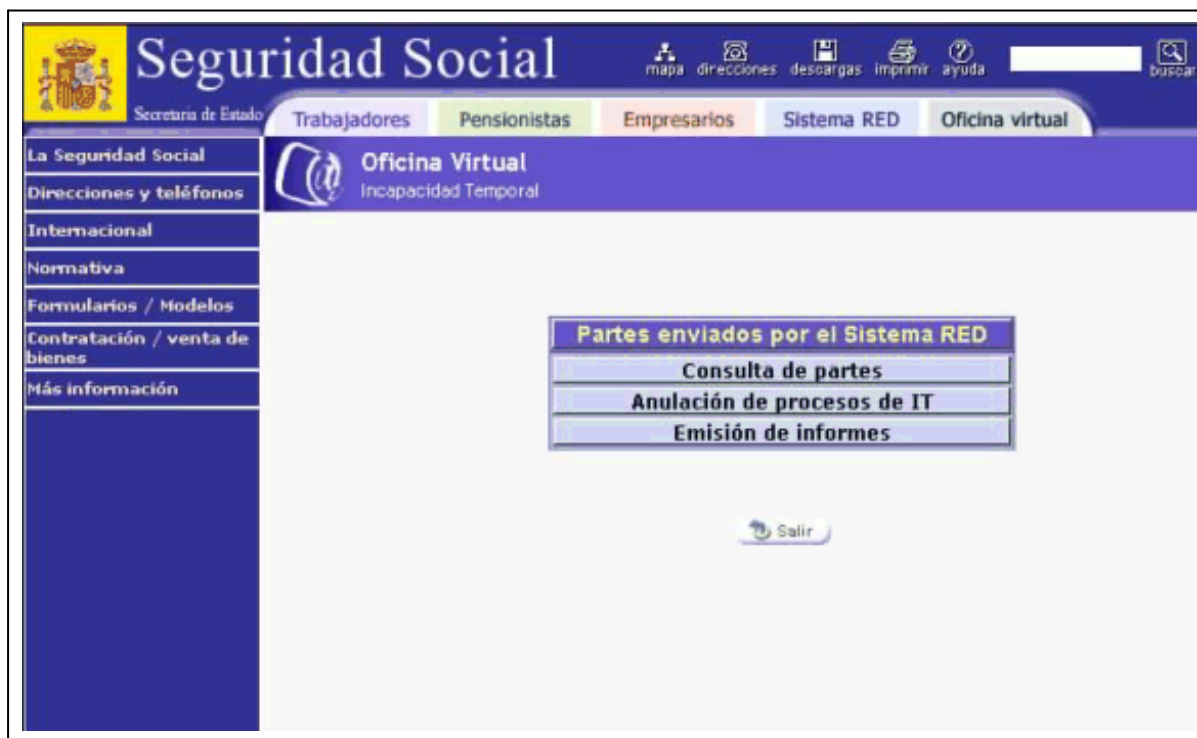 Seguridad Social
mapa direcciones descargas imprimir ayuda buscar
Secretaria de Estado
Trabajadores Pensionistas Empresarios Sistema RED Oficina virtual
La Seguridad Social
Direcciones y teléfonos
Internacional
Normativa
Formularios / Modelos
Contratación / venta de
bienes
Más información
Oficina Virtual
Incapacidad Temporal
Partes enviados por el Sistema RED
Consulta de partes
Anulación de procesos de IT
Emisión de informes
Salir